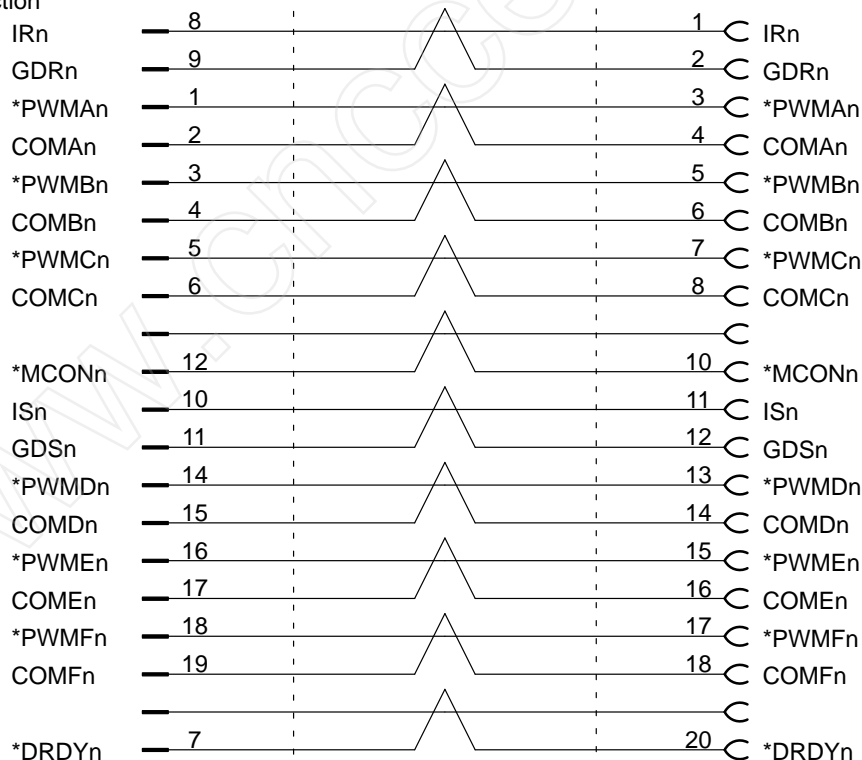 ction
IRn 8 1 IRn
GDRn 9 2 GDRn
*PWMAn 1 3 *PWMAn
COMAn 2 4 COMAn
*PWMBn 3 5 *PWMBn
COMBn 4 6 COMBn
*PWMCn 5 7 *PWMCn
COMCn 6 8 COMCn
*MCONn 12 10 *MCONn
ISn 10 11 ISn
GDSn 11 12 GDSn
*PWMDn 14 13 *PWMDn
COMDn 15 14 COMDn
*PWMEn 16 15 *PWMEn
COMEn 17 16 COMEn
*PWMFn 18 17 *PWMFn
COMFn 19 18 COMFn
*DRDYn 7 20 *DRDYn
www.cncce